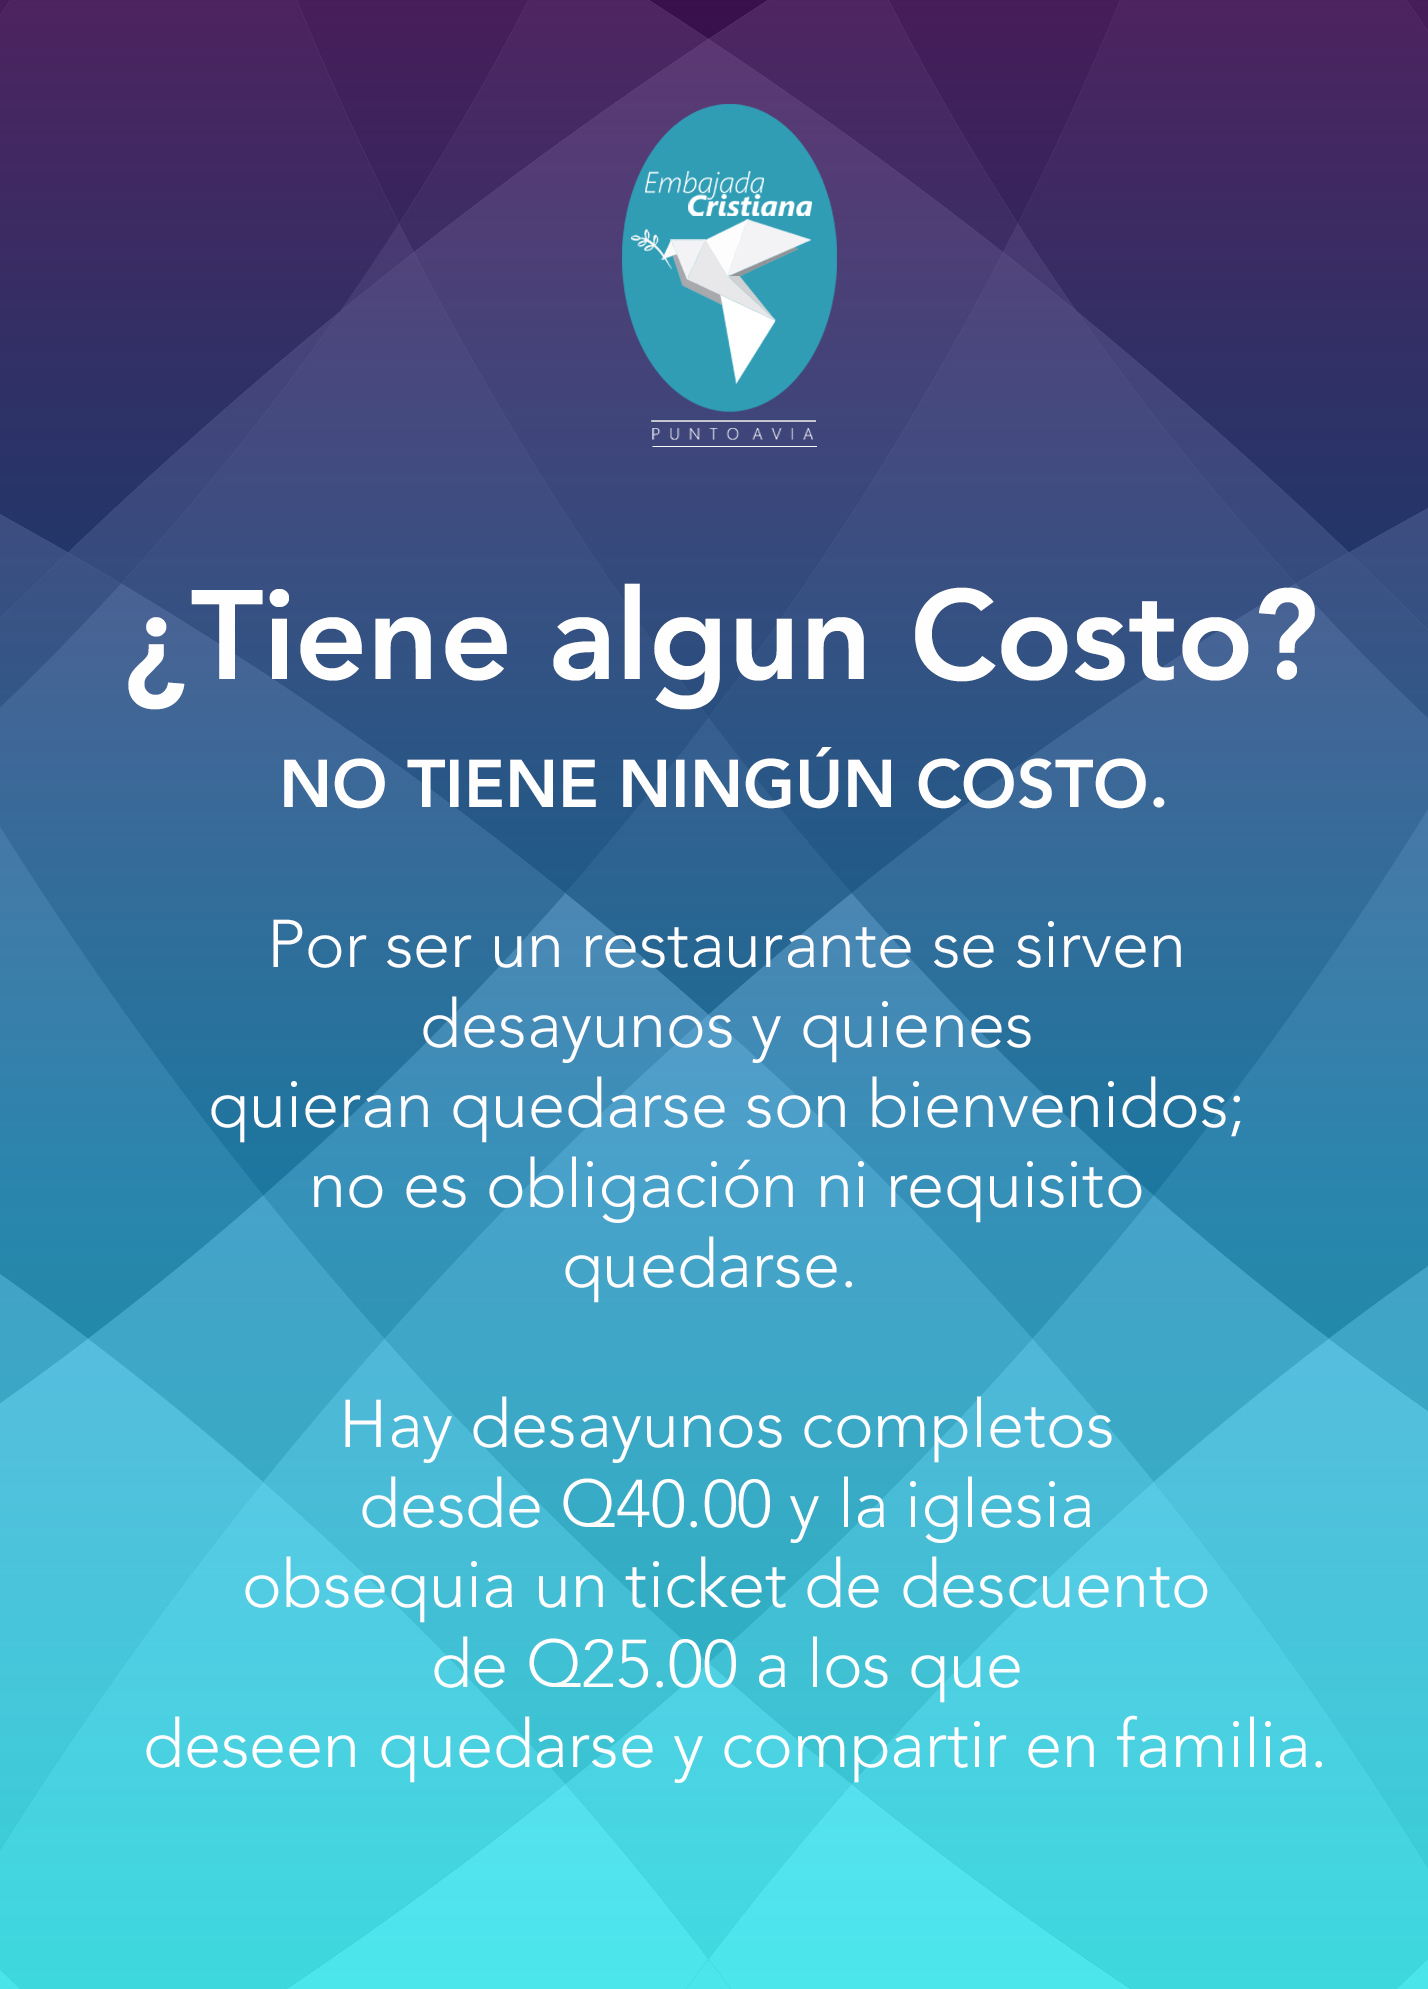 Embajada
Cristiana
PUNTO AVIA
¿Tiene algun Costo?
NO TIENE NINGÚN COSTO.
Por ser un restaurante se sirven
desayunos y quienes
quieran quedarse son bienvenidos;
no es obligación ni requisito
quedarse.
Hay desayunos completos
desde Q40.00 y la iglesia
obsequia un ticket de descuento
de Q25.00 a los que
deseen quedarse y compartir en familia.